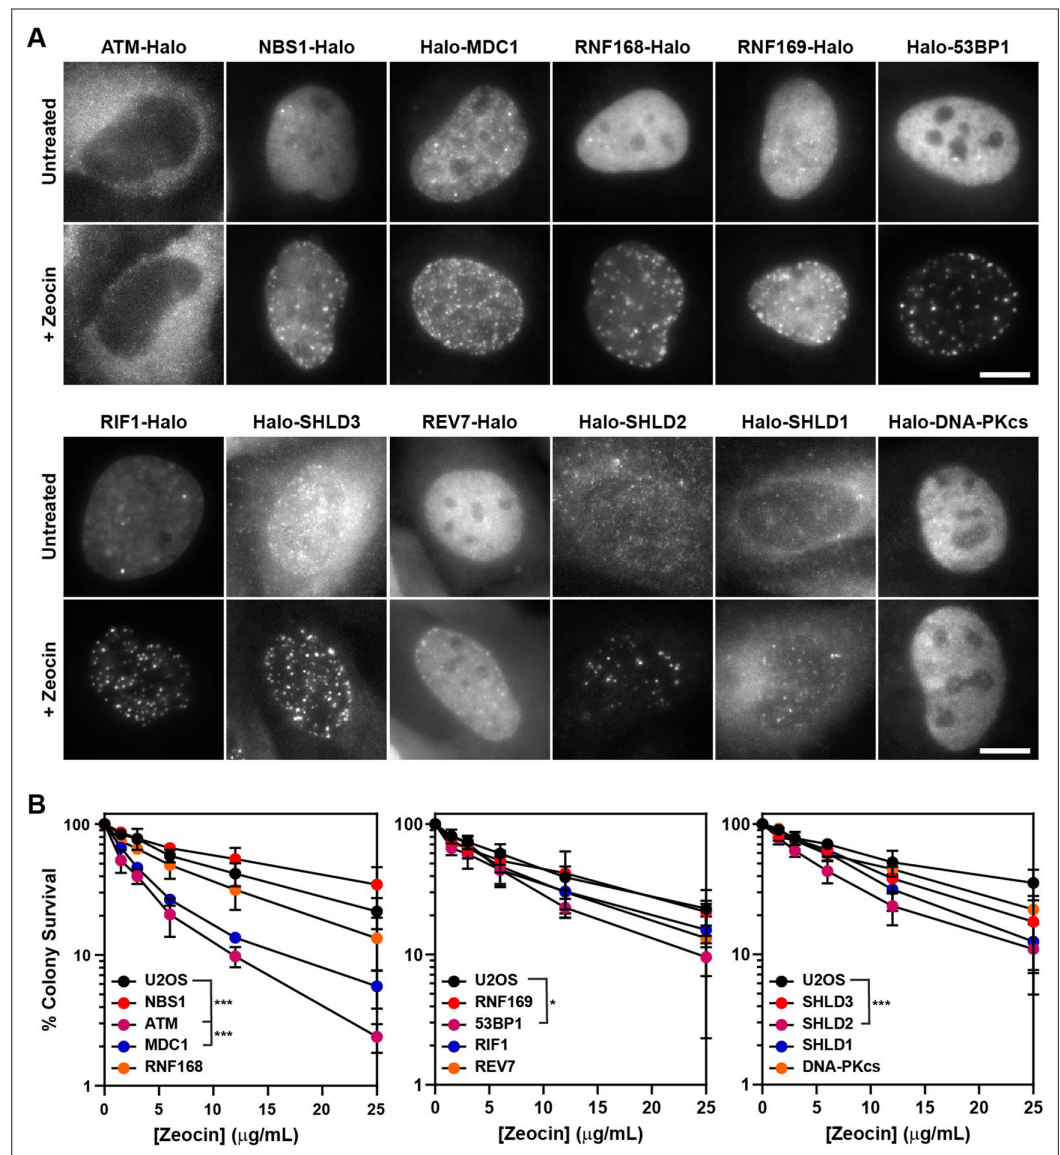 A
ATM-Halo NBS1-Halo Halo-MDC1 RNF168-Halo RNF169-Halo Halo-53BP1
Untreated
+ Zeocin
RIF1-Halo Halo-SHLD3 REV7-Halo Halo-SHLD2 Halo-SHLD1 Halo-DNA-PKcs
Untreated
+ Zeocin
B
% Colony Survival
100
10
1
U2OS
NBS1
ATM
MDC1
RNF168
***
***
0 5 10 15 20 25
[Zeocin] (μg/mL)
100
10
1
U2OS
RNF169
53BP1
RIF1
REV7
*
0 5 10 15 20 25
[Zeocin] (μg/mL)
100
10
1
U2OS
SHLD3
SHLD2
SHLD1
DNA-PKcs
***
0 5 10 15 20 25
[Zeocin] (μg/mL)